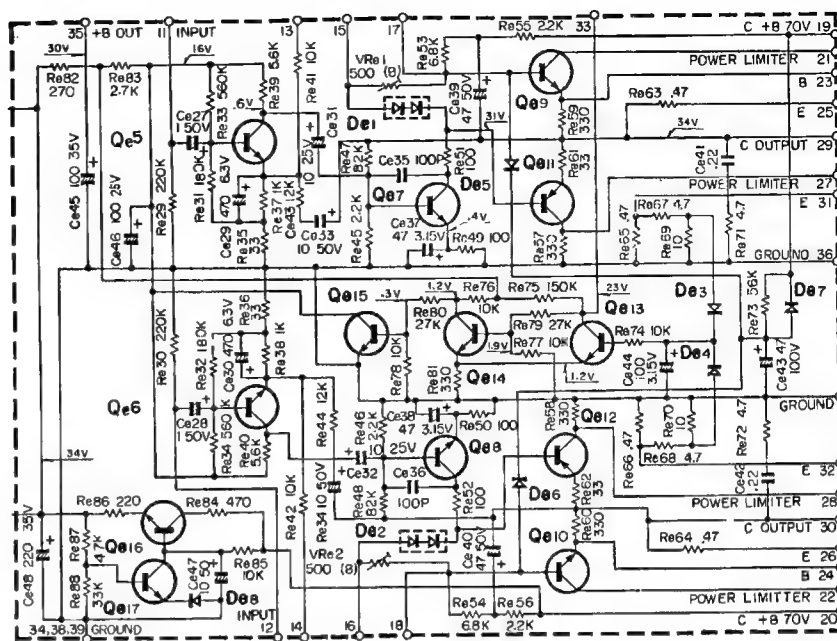 35 +B OUT
11 INPUT
13
15
17
33
Re55 2.2K
C +B 70V 19
POWER LIMITER 21
B 23
E 25
C OUTPUT 29
POWER LIMITER 27
E 31
GROUND 36
GROUND
E 32
POWER LIMITER 28
C OUTPUT 30
E 26
B 24
POWER LIMITTER 22
C +B 70V 20
30V
16V
Re82 270
Re83 2.7K
Re33 560K
Re39 5.6K
Re41 10K
VRe1 500 (8)
Re53 6.8K
Ce39 47 50V
Qe9
Re63 .47
Re59 330
34V
Ce27 1 50V
Qe5
.6V
Ce31 10 25V
De1
31V
Qe11
Re61 33
Ce41 .22
Ce45 100 35V
Ce46 100 25V
Re29 220K
Re31 180K
Ce29 470 6.3V
Re35 33
Re37 1K
Re43 12K
Ce33 10 50V
Re47 8.2K
Ce35 100P
Re51 100
De5
Qe7
Re45 2.2K
Ce37 47 3.15V
.4V
Re49 100
Re57 330
Re65 .47
Re67 4.7
Re69 10
Re71 4.7
Re36 33
.3V
1.2V
Re76 10K
Re75 150K
23V
Qe15
Re80 27K
Re79 27K
Re77 10K
Qe13
De3
Re73 56K
De7
Re30 220K
Re32 180K
Ce30 470 6.3V
Re38 1K
Re78 10K
1.9V
Re74 10K
Re81 330
Qe14
1.2V
Ce44 100 3.15V
De4
Ce43 47 100V
Qe6
Ce28 1 50V
Re34 560K
Re40 5.6K
Re44 12K
Re46 2.2K
Ce38 47 3.15V
Re50 100
Re58 330
Qe12
Re70 10
Re72 4.7
Ce32 10 25V
Qe8
Re66 .47
Re68 4.7
34V
Ce36 100P
Re48 8.2K
Re52 100
De6
Re62 33
Ce42 .22
35V
Re86 220
Re84 470
Re42 10K
Re34 10 50V
De2
Ce40 47 50V
Qe10
Re60 330
Re64 .47
Ce48 220
Re87 4.7K
Qe16
Re85 10K
VRe2 500 (8)
Re88 33K
Qe17
Ce47 10 50
De8
INPUT
Re54 6.8K
Re56 2.2K
34,38,39 GROUND
12
14
16
18